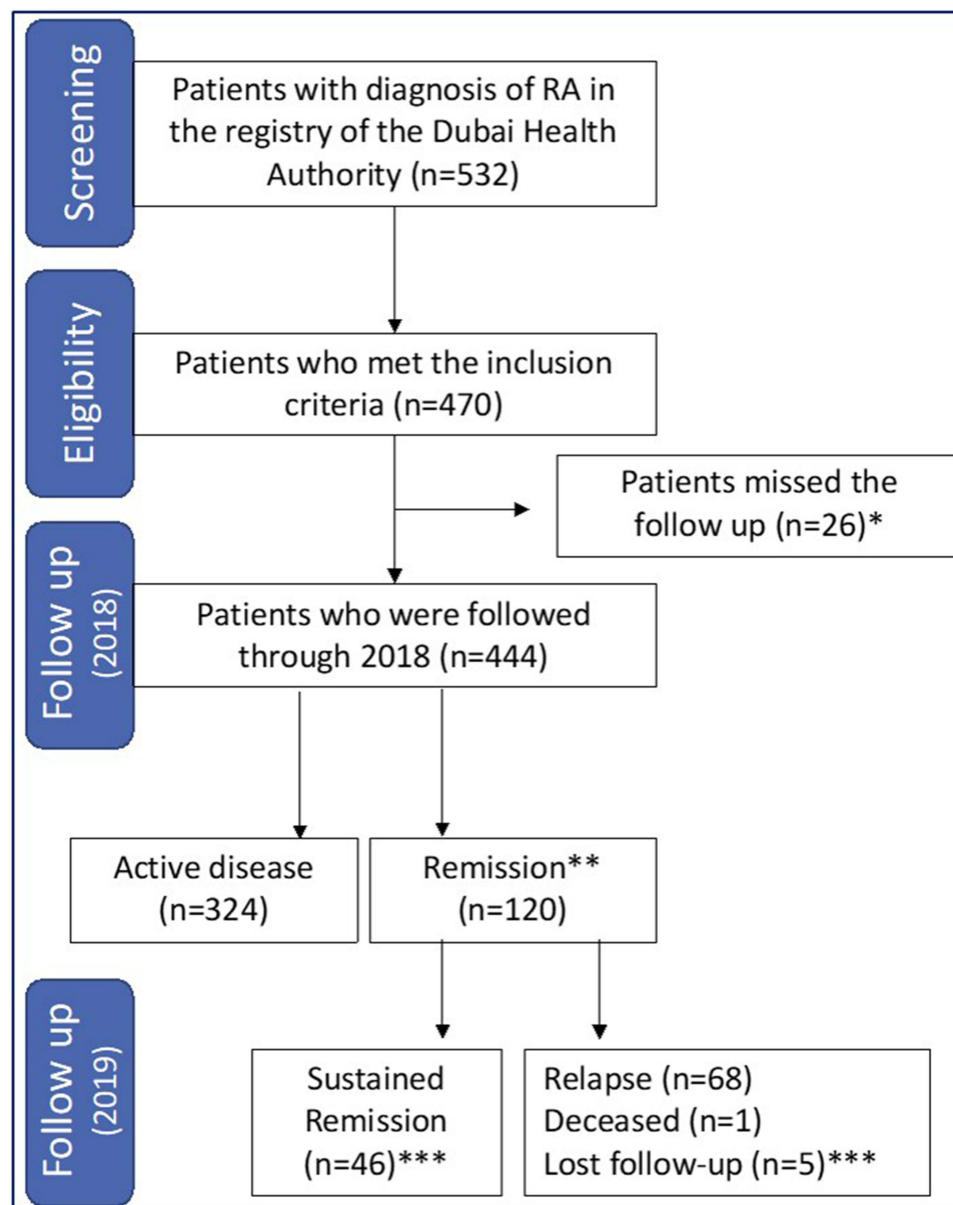 Screening
Patients with diagnosis of RA in
the registry of the Dubai Health
Authority (n=532)
Eligibility
Patients who met the inclusion
criteria (n=470)
Patients missed the
follow up (n=26)*
Follow up
(2018)
Patients who were followed
through 2018 (n=444)
Active disease
(n=324)
Remission**
(n=120)
Follow up
(2019)
Sustained
Remission
(n=46)***
Relapse (n=68)
Deceased (n=1)
Lost follow-up (n=5)***